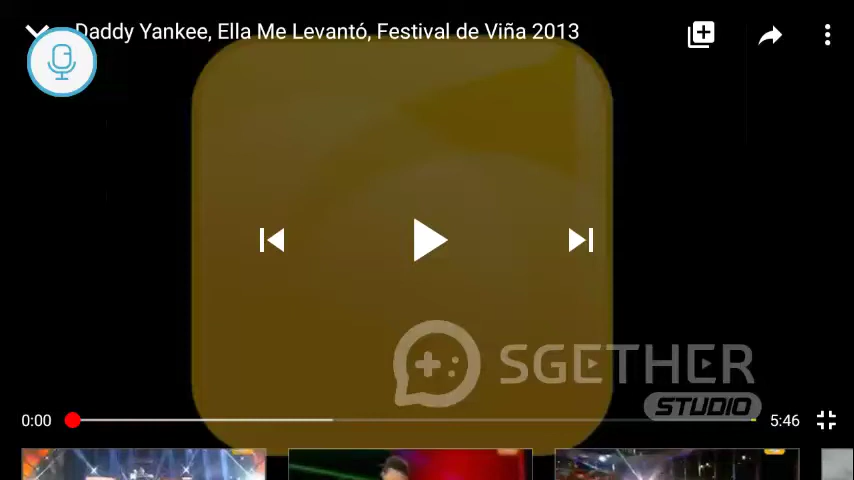 Daddy Yankee, Ella Me Levantó, Festival de Viña 2013
SGETHER
STUDIO
0:00
5:46